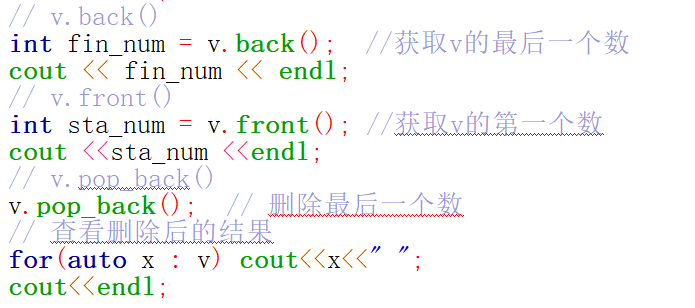 // v.back()
int fin_num = v.back();  //获取v的最后一个数
cout << fin_num << endl;
// v.front()
int sta_num = v.front(); //获取v的第一个数
cout <<sta_num <<endl;
// v.pop_back()
v.pop_back();  // 删除最后一个数
// 查看删除后的结果
for(auto x : v) cout<<x<<" ";
cout<<endl;